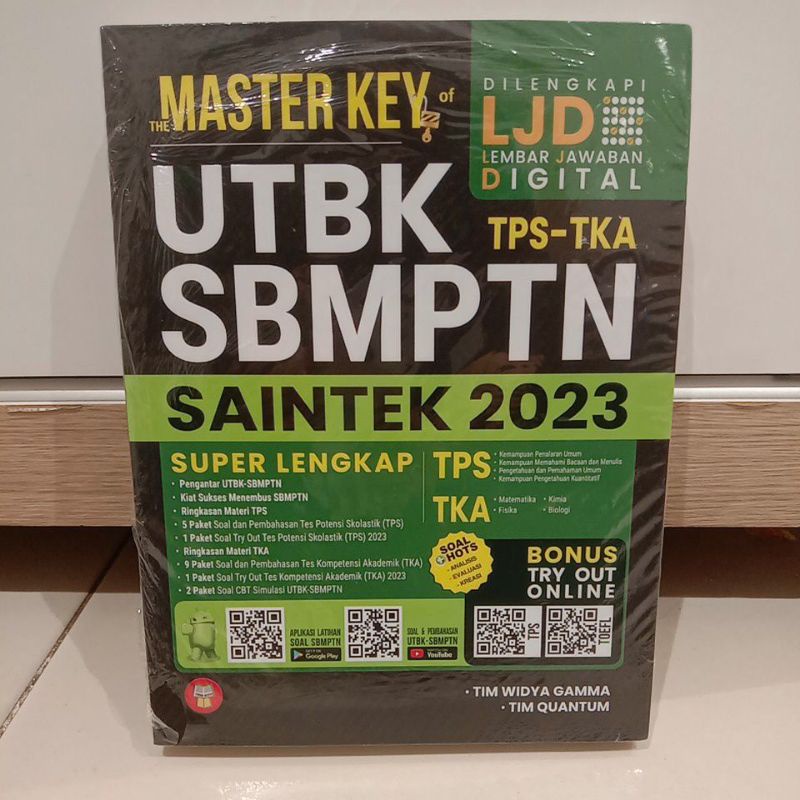 THE MASTER KEY of
DILENGKAPI
LJD
LEMBAR JAWABAN
DIGITAL
UTBK
TPS-TKA
SBMPTN
SAINTEK 2023
SUPER LENGKAP
• Pengantar UTBK-SBMPTN
• Kiat Sukses Menembus SBMPTN
• Ringkasan Materi TPS
• 5 Paket Soal dan Pembahasan Tes Potensi Skolastik (TPS)
• 1 Paket Soal Try Out Tes Potensi Skolastik (TPS) 2023
• Ringkasan Materi TKA
• 9 Paket Soal dan Pembahasan Tes Kompetensi Akademik (TKA)
• 1 Paket Soal Try Out Tes Kompetensi Akademik (TKA) 2023
• 2 Paket Soal CBT Simulasi UTBK-SBMPTN
TPS
• Kemampuan Penalaran Umum
• Kemampuan Memahami Bacaan dan Menulis
• Pengetahuan dan Pemahaman Umum
• Kemampuan Pengetahuan Kuantitatif
TKA
• Matematika • Kimia
• Fisika • Biologi
SOAL
HOTS
- ANALISIS
- EVALUASI
- KREASI
BONUS
TRY OUT
ONLINE
APLIKASI LATIHAN
SOAL SBMPTN
GET IT ON
Google Play
SOAL & PEMBAHASAN
UTBK-SBMPTN
YouTube
TPS
TOEFL
• TIM WIDYA GAMMA
• TIM QUANTUM